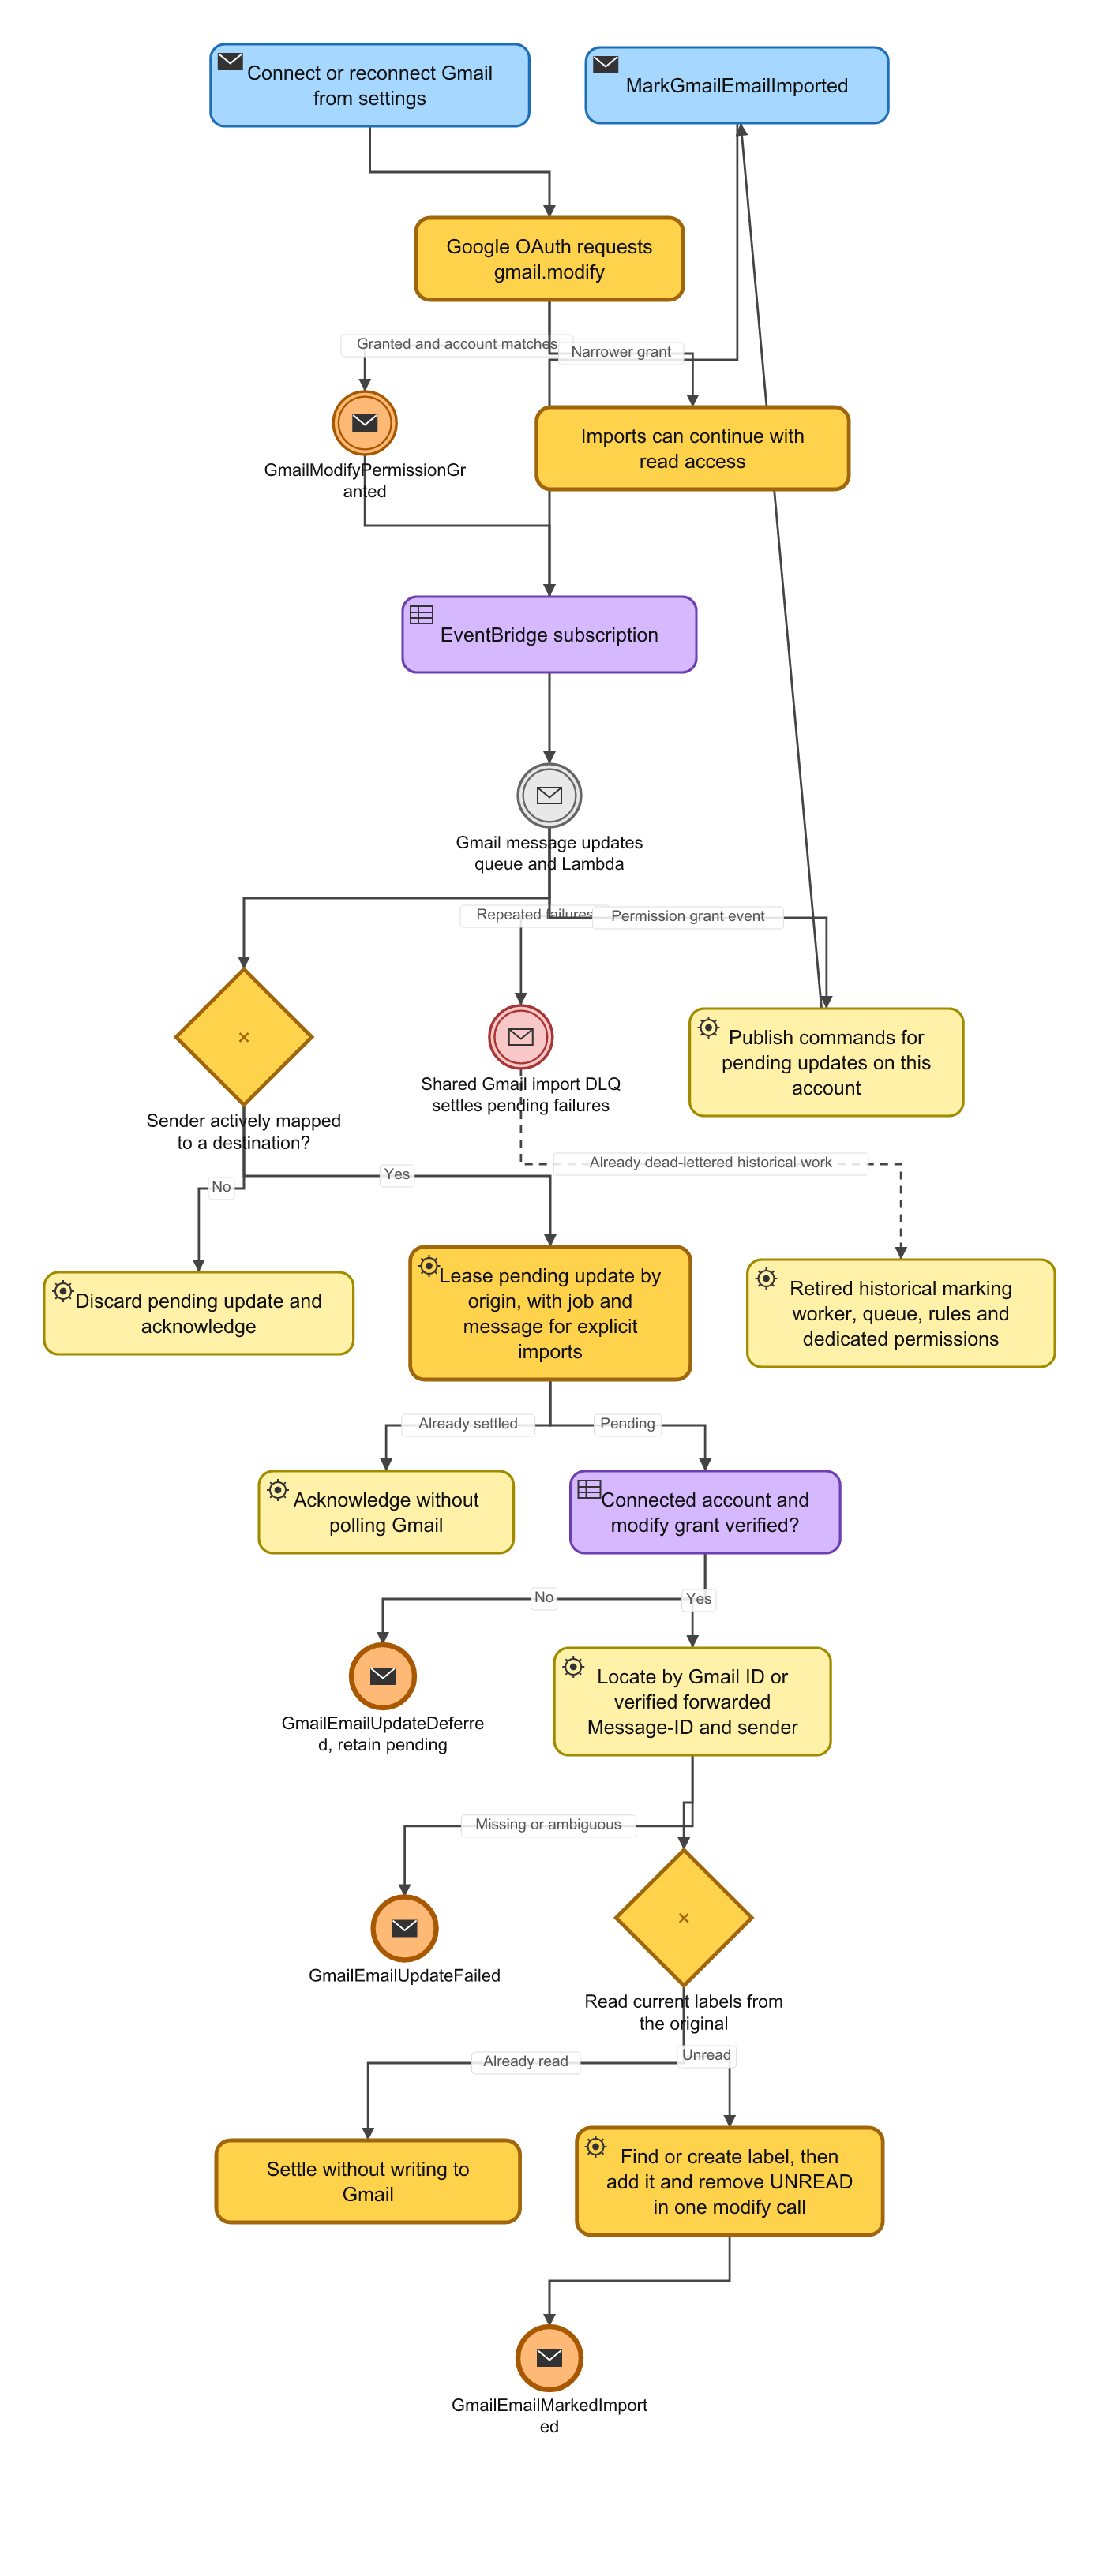 Connect or reconnect Gmail
from settings
MarkGmailEmailImported
Google OAuth requests
gmail.modify
Granted and account matches
Narrower grant
Imports can continue with
read access
GmailModifyPermissionGr
anted
EventBridge subscription
Gmail message updates
queue and Lambda
Repeated failures
Permission grant event
Publish commands for
pending updates on this
account
Shared Gmail import DLQ
settles pending failures
Sender actively mapped
to a destination?
Already dead-lettered historical work
Yes
No
Lease pending update by
origin, with job and
message for explicit
imports
Discard pending update and
acknowledge
Retired historical marking
worker, queue, rules and
dedicated permissions
Already settled
Pending
Acknowledge without
polling Gmail
Connected account and
modify grant verified?
No
Yes
Locate by Gmail ID or
verified forwarded
Message-ID and sender
GmailEmailUpdateDeferre
d, retain pending
Missing or ambiguous
GmailEmailUpdateFailed
Read current labels from
the original
Already read
Unread
Settle without writing to
Gmail
Find or create label, then
add it and remove UNREAD
in one modify call
GmailEmailMarkedImport
ed